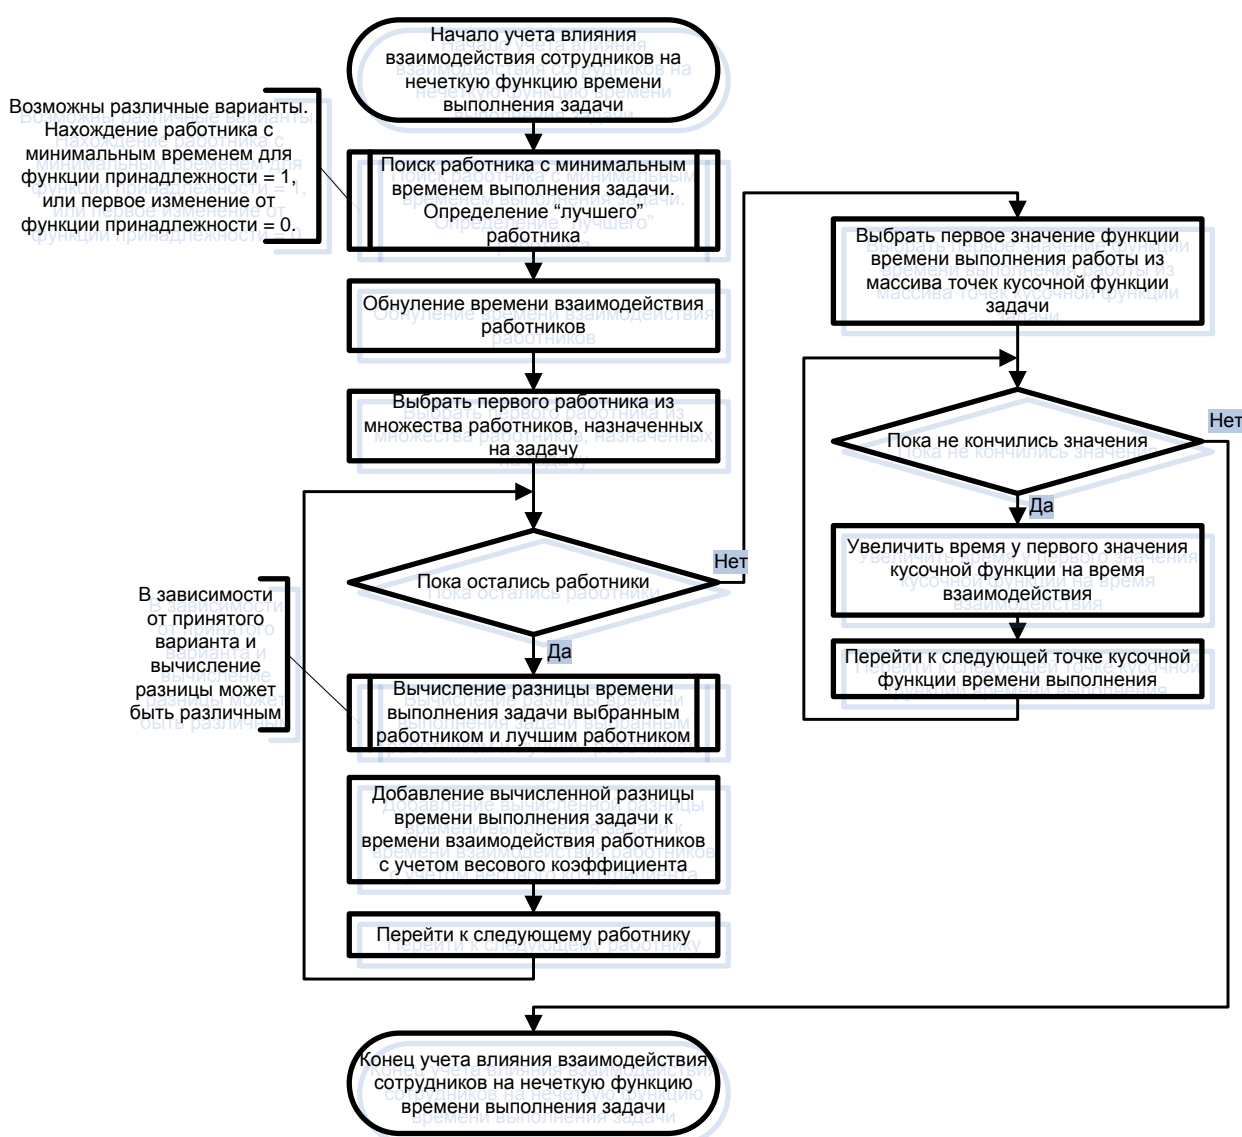 Начало учета влияния
взаимодействия сотрудников на
нечеткую функцию времени
выполнения задачи
Возможны различные варианты.
Нахождение работника с
минимальным временем для
функции принадлежности = 1,
или первое изменение от
функции принадлежности = 0.
Поиск работника с минимальным
временем выполнения задачи.
Определение “лучшего”
работника
Обнуление времени взаимодействия
работников
Выбрать первого работника из
множества работников, назначенных
на задачу
Пока остались работники
Нет
Да
В зависимости
от принятого
варианта и
вычисление
разницы может
быть различным
Вычисление разницы времени
выполнения задачи выбранным
работником и лучшим работником
Добавление вычисленной разницы
времени выполнения задачи к
времени взаимодействия работников
с учетом весового коэффициента
Перейти к следующему работнику
Выбрать первое значение функции
времени выполнения работы из
массива точек кусочной функции
задачи
Пока не кончились значения
Нет
Да
Увеличить время у первого значения
кусочной функции на время
взаимодействия
Перейти к следующей точке кусочной
функции времени выполнения
Конец учета влияния взаимодействия
сотрудников на нечеткую функцию
времени выполнения задачи